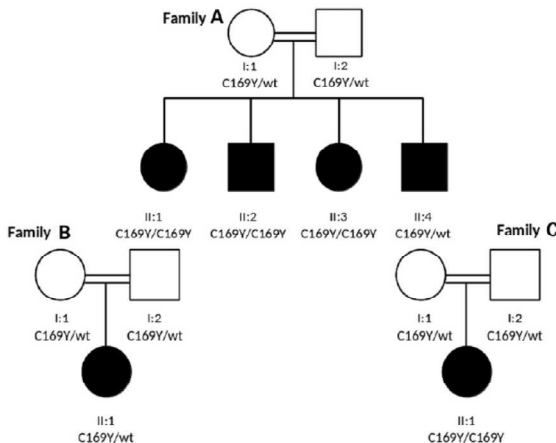 Family A
I:1 I:2
C169Y/wt C169Y/wt
II:1 II:2 II:3 II:4
C169Y/C169Y C169Y/C169Y C169Y/C169Y C169Y/wt
Family B
I:1 I:2
C169Y/wt C169Y/wt
II:1
C169Y/wt
Family C
I:1 I:2
C169Y/wt C169Y/wt
II:1
C169Y/C169Y